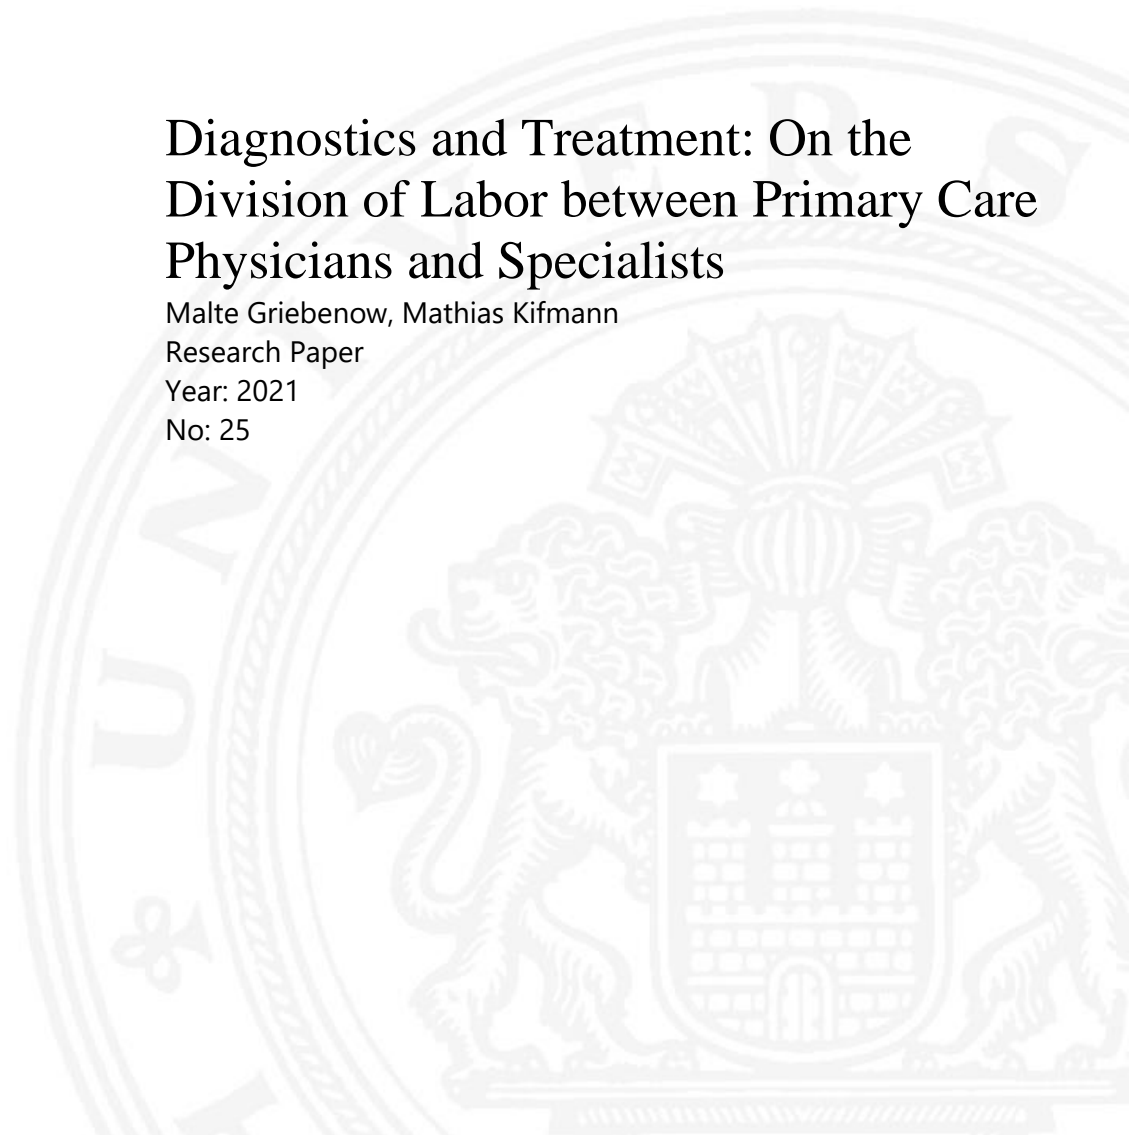 Diagnostics and Treatment: On the
Division of Labor between Primary Care
Physicians and Specialists
Malte Griebenow, Mathias Kifmann
Research Paper
Year: 2021
No: 25
UNIVERS